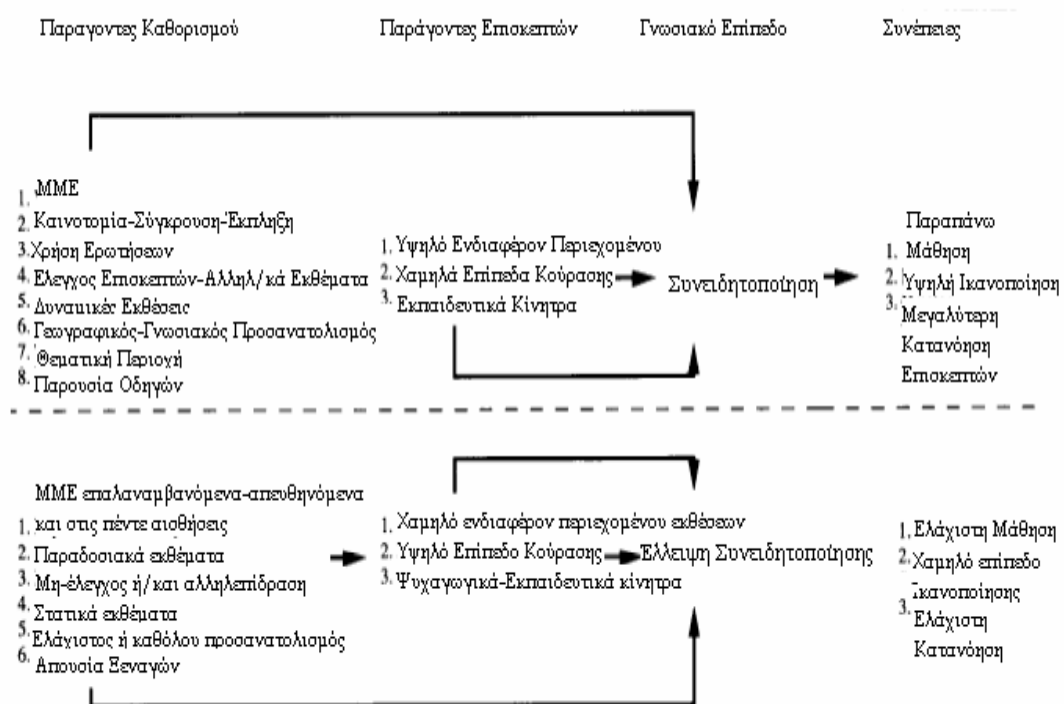 Παραγοντες Καθορισμού
Παράγοντες Επισκεπτών
Γνωσιακό Επίπεδο
Συνέπειες
1. ΜΜΕ
2. Καινοτομία-Σύγκρουση-Έκπληξη
3. Χρήση Ερωτήσεων
4. Ελεγχος Επισκεπτών-Αλληλ/κά Εκθέματα
5. Δυναμικές Εκθέσεις
6. Γεωγραφικός-Γνωσιακός Προσανατολισμός
7. Θεματική Περιοχή
8. Παρουσία Οδηγών
1. Υψηλό Ενδιαφέρον Περιεχομένου
2. Χαμηλά Επίπεδα Κούρασης
3. Εκπαιδευτικά Κίνητρα
Συνειδητοποίηση
Παραπάνω
1. Μάθηση
2. Υψηλή Ικανοποίηση
3. Μεγαλύτερη
Κατανόηση
Επισκεπτών
ΜΜΕ επαλαναμβανόμενα-απευθηνόμενα
1. και στις πέντε αισθήσεις
2. Παραδοσιακά εκθέματα
3. Μη-έλεγχος ή/και αλληλεπίδραση
4. Στατικά εκθέματα
5. Ελάχιστος ή καθόλου προσανατολισμός
6. Απουσία Ξεναγών
1. Χαμηλό ενδιαφέρον περιεχομένου εκθέσεων
2. Υψηλό Επίπεδο Κούρασης
3. Ψυχαγωγικά-Εκπαιδευτικά κίνητρα
Έλλειψη Συνειδητοποίησης
1. Ελάχιστη Μάθηση
2. Χαμηλό επίπεδο
Ικανοποίησης
3. Ελάχιστη
Κατανόηση